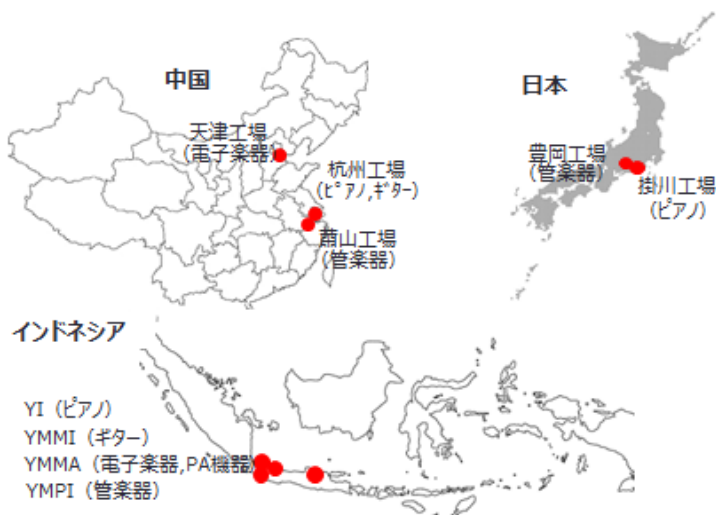 中国
天津工場
(電子楽器)
杭州工場
(ピアノ,ギター)
蕭山工場
(管楽器)
日本
豊岡工場
(管楽器)
掛川工場
(ピアノ)
インドネシア
YI（ピアノ）
YMMI（ギター）
YMMA（電子楽器,PA機器）
YMPI（管楽器）